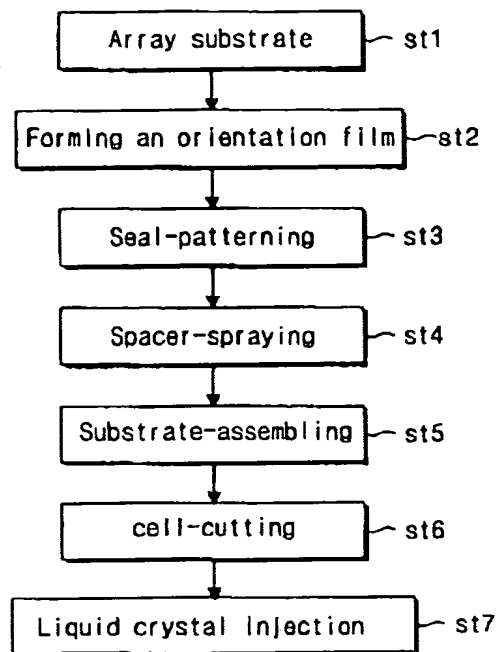 Array substrate st1
Forming an orientation film st2
Seal-patterning st3
Spacer-spraying st4
Substrate-assembling st5
cell-cutting st6
Liquid crystal injection st7